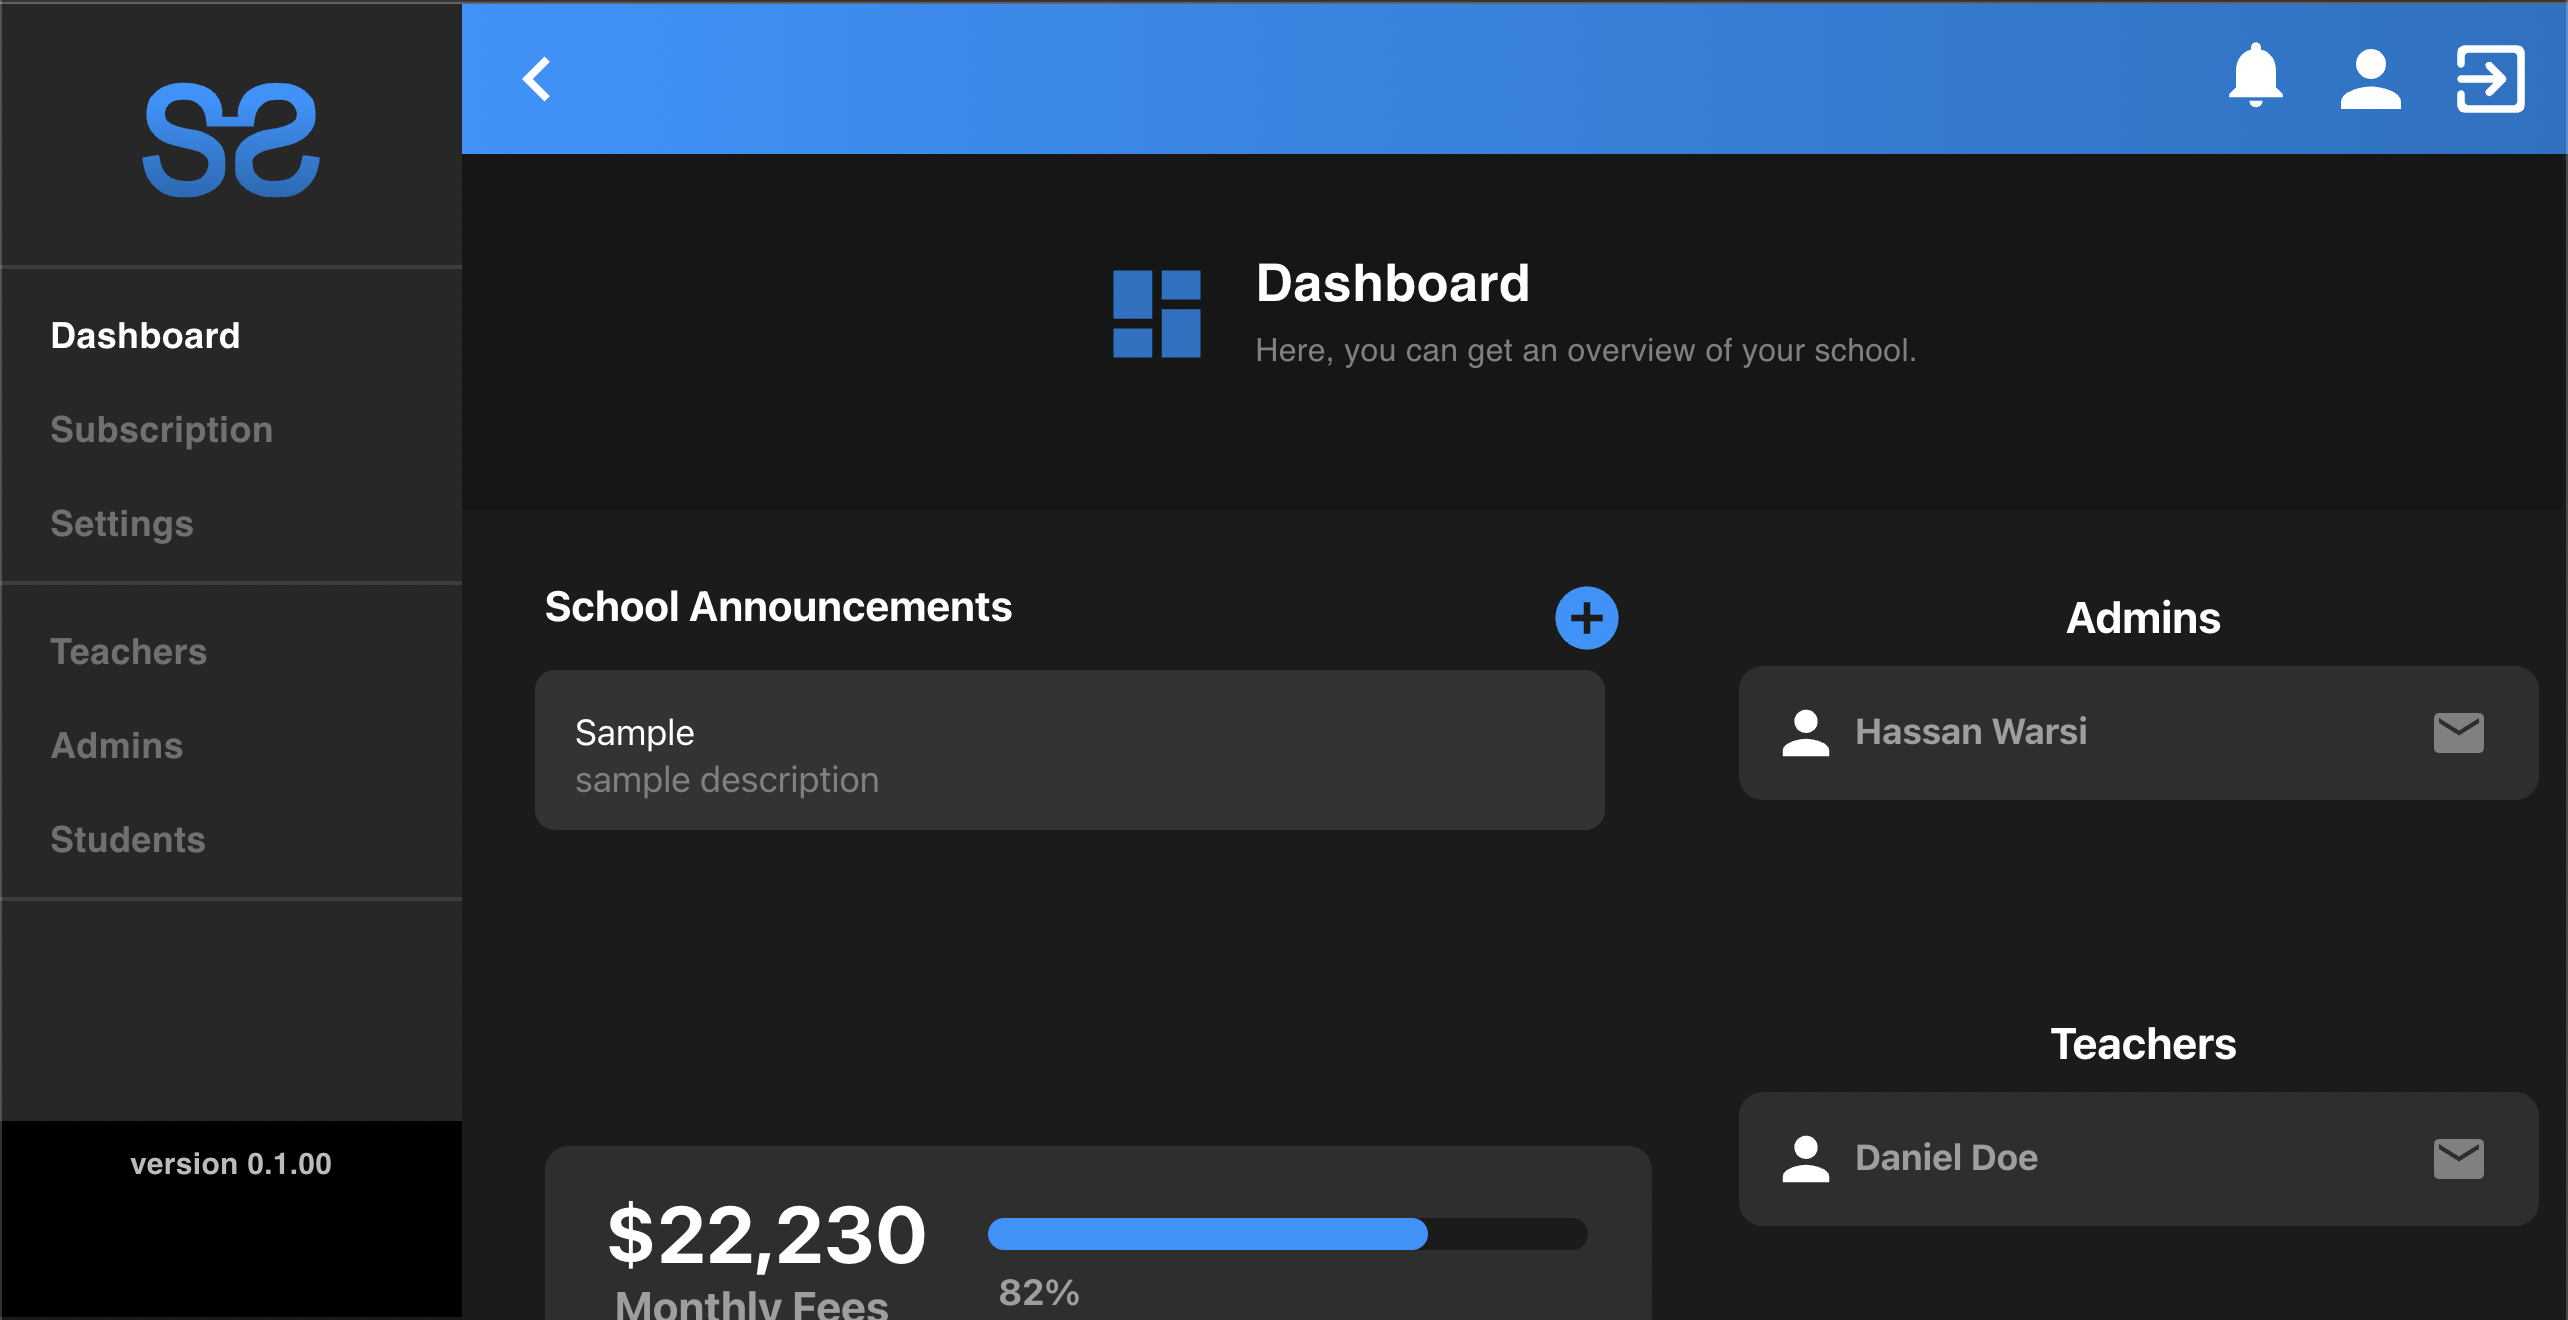 SS
Dashboard
Subscription
Settings
Teachers
Admins
Students
version 0.1.00
Dashboard
Here, you can get an overview of your school.
School Announcements
Sample
sample description
$22,230
Monthly Fees
82%
Admins
Hassan Warsi
Teachers
Daniel Doe